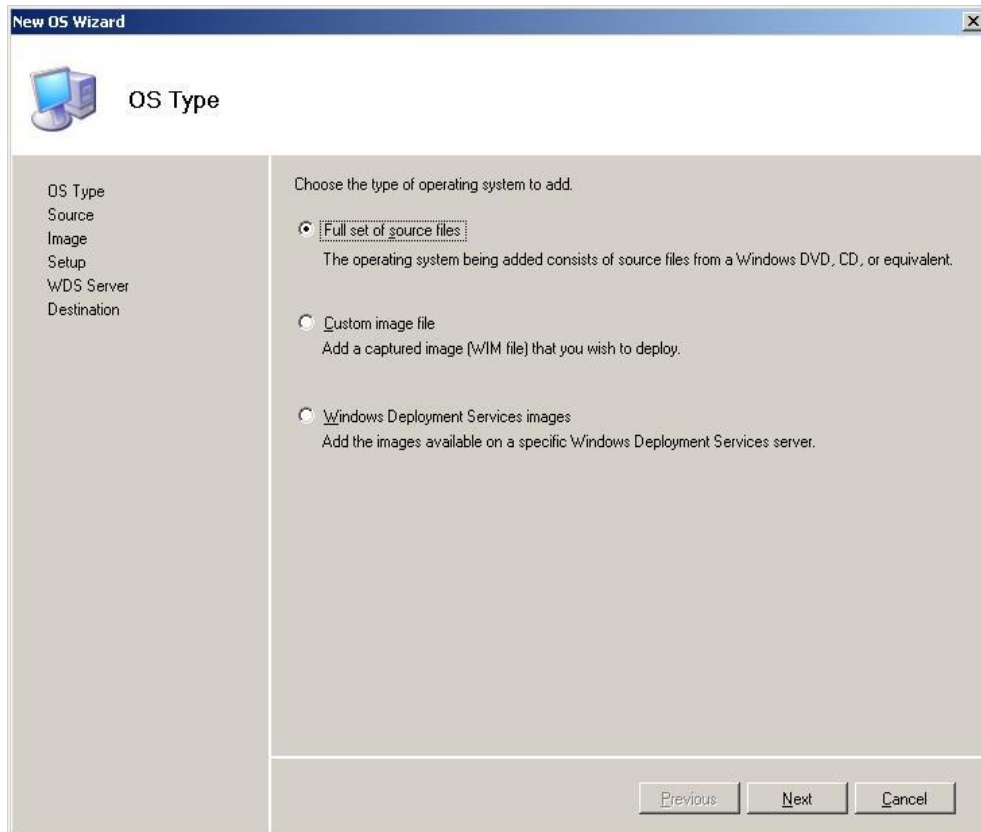 New OS Wizard
OS Type
OS Type
Source
Image
Setup
WDS Server
Destination
Choose the type of operating system to add.
Full set of source files
The operating system being added consists of source files from a Windows DVD, CD, or equivalent.
Custom image file
Add a captured image (WIM file) that you wish to deploy.
Windows Deployment Services images
Add the images available on a specific Windows Deployment Services server.
Previous Next Cancel